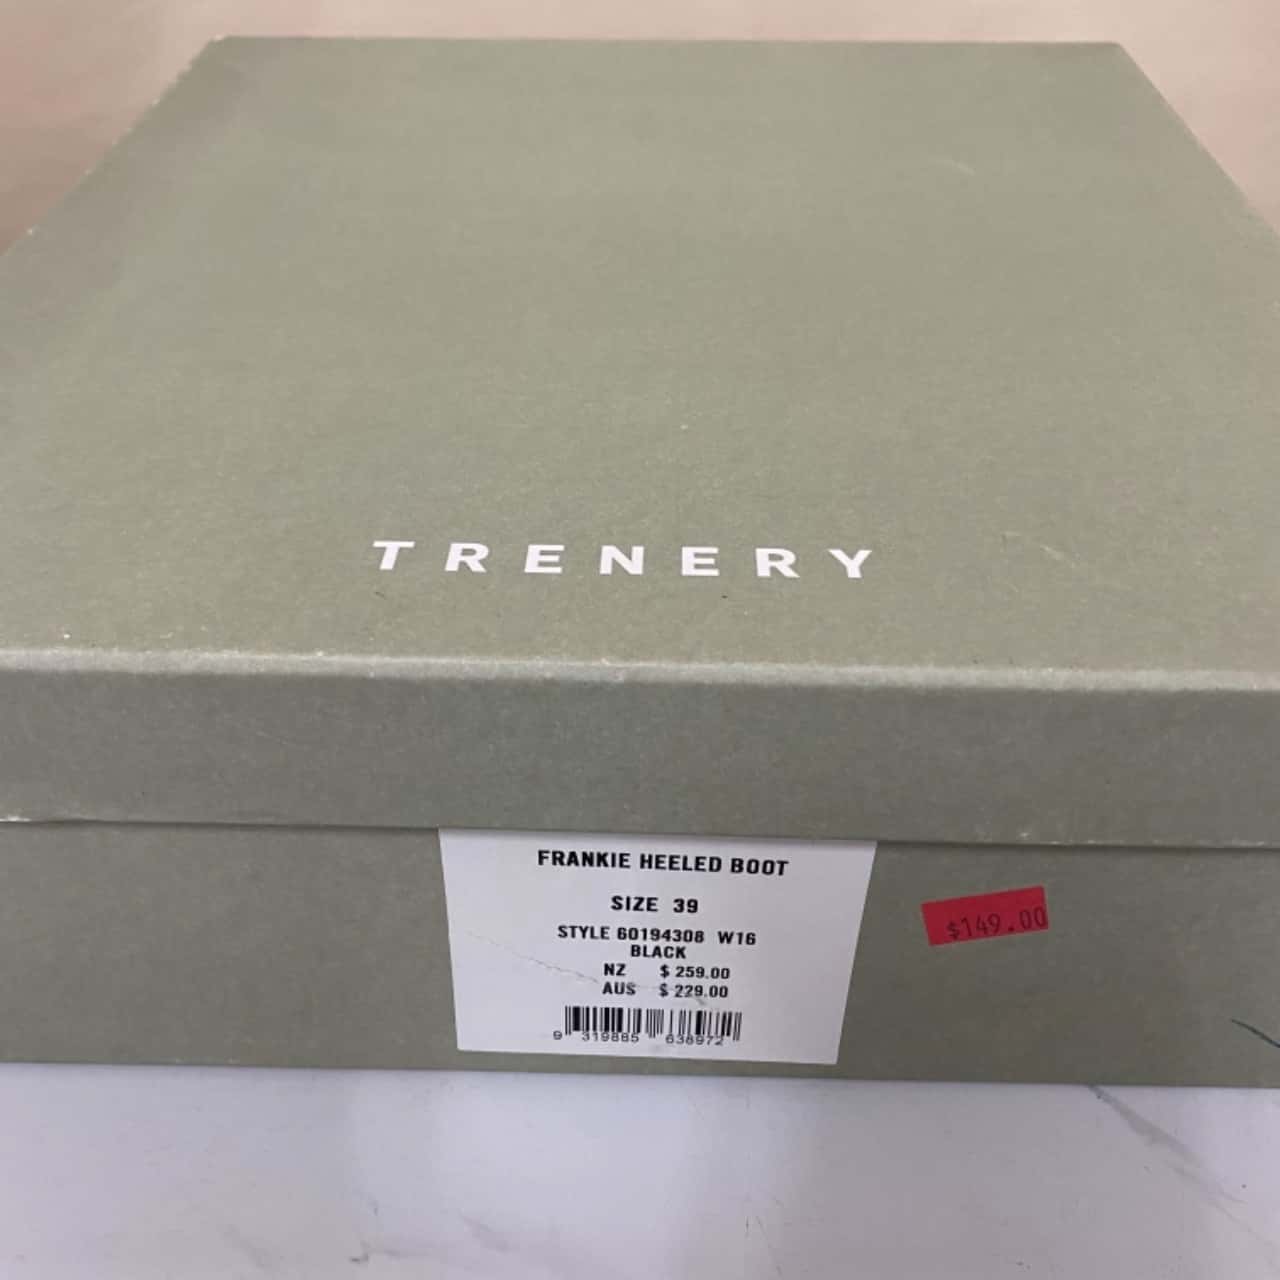 TRENERY
FRANKIE HEELED BOOT
SIZE 39
STYLE 60194308 W16
BLACK
NZ $ 259.00
AUS $ 229.00
9 319885 638972
$149.00